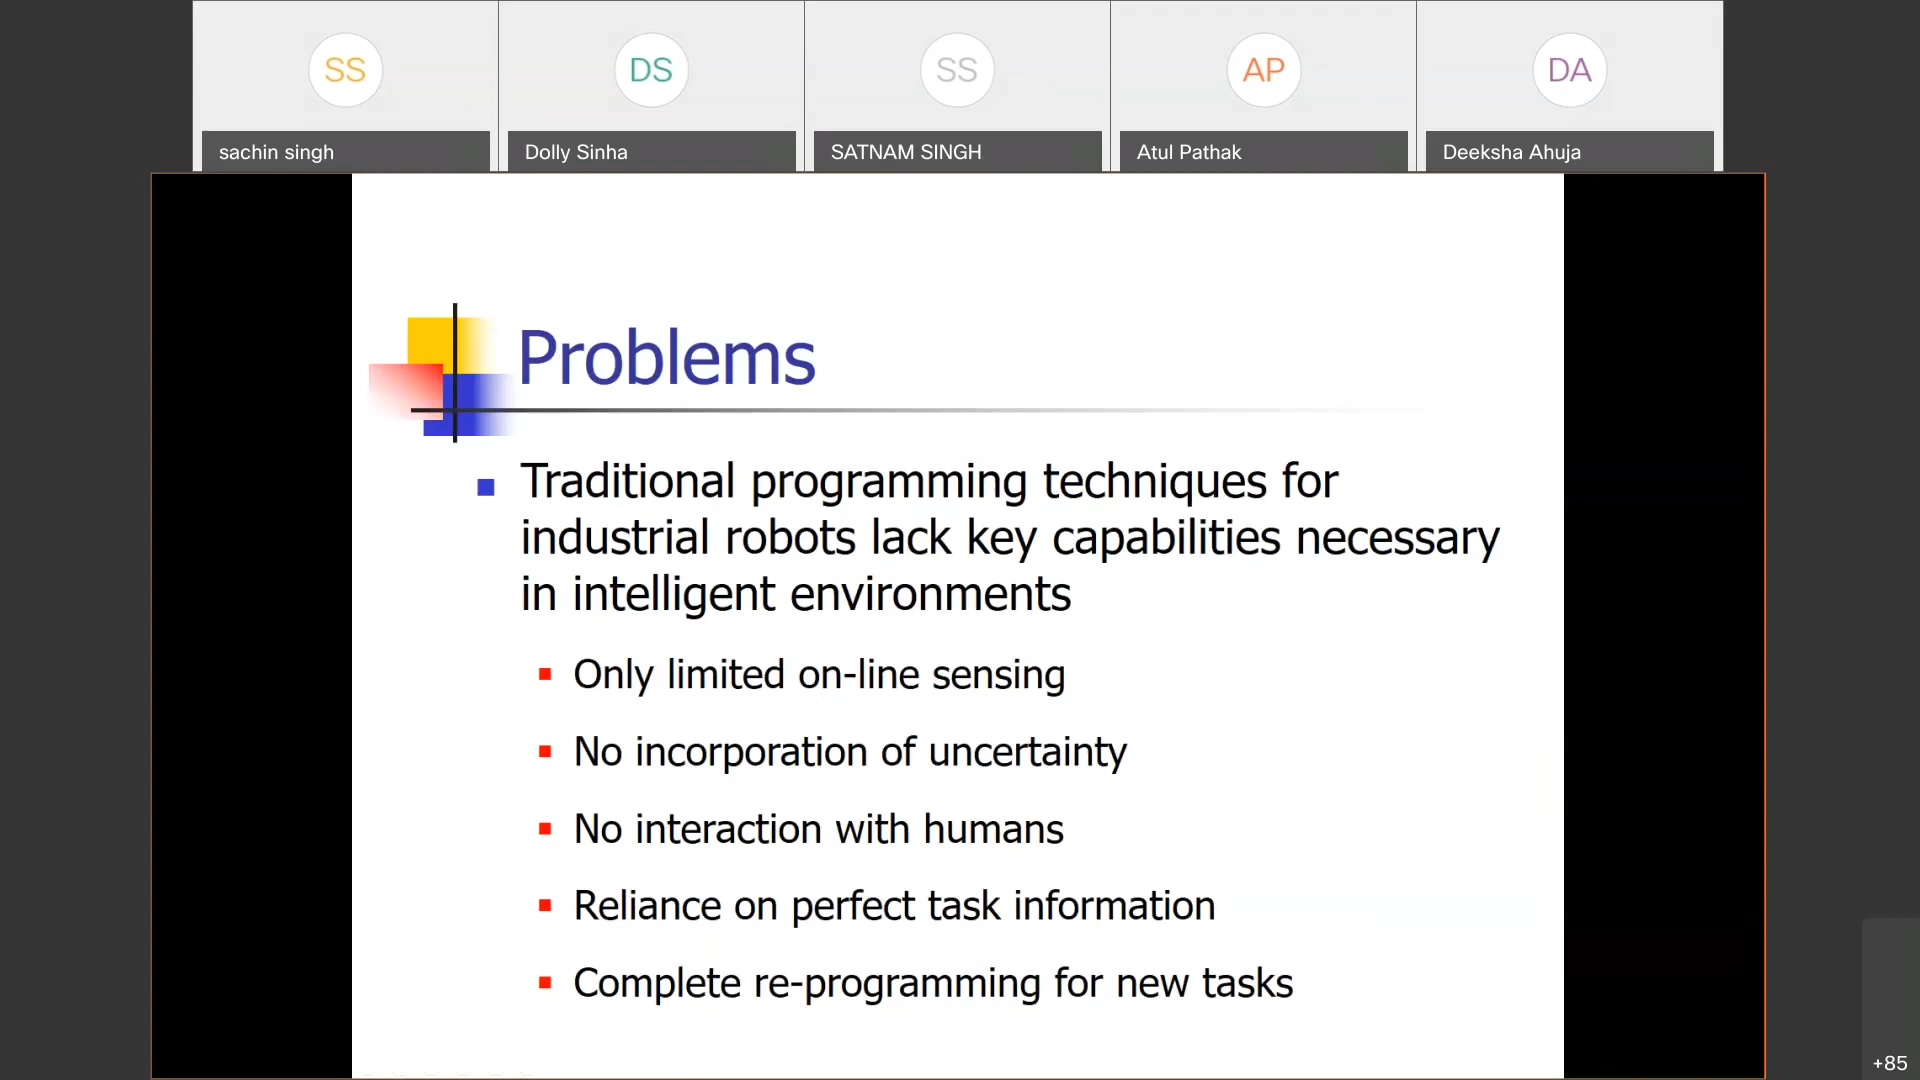 SS
DS
SS
AP
DA
sachin singh
Dolly Sinha
SATNAM SINGH
Atul Pathak
Deeksha Ahuja
Problems
Traditional programming techniques for
industrial robots lack key capabilities necessary
in intelligent environments
Only limited on-line sensing
No incorporation of uncertainty
No interaction with humans
Reliance on perfect task information
Complete re-programming for new tasks
+85